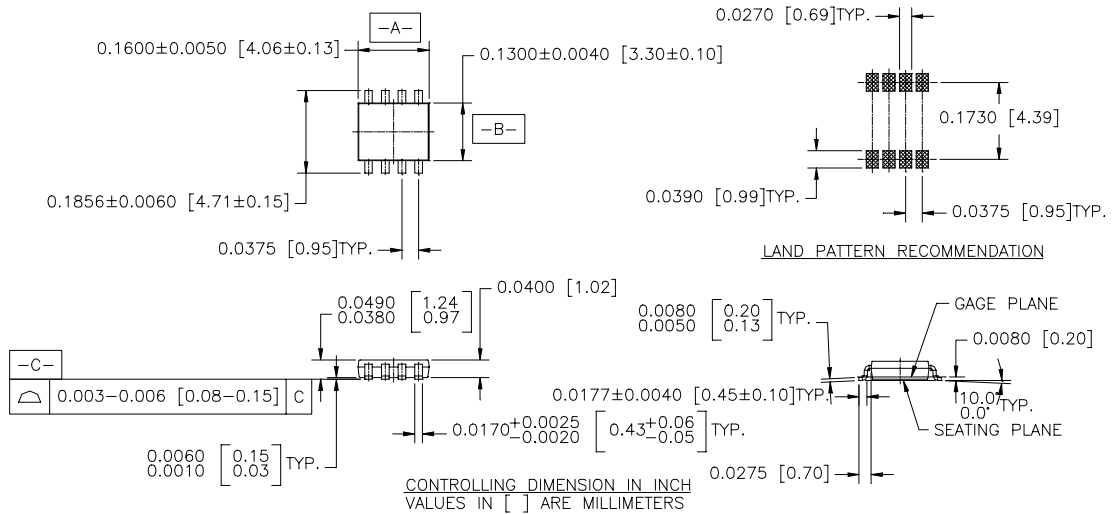 0.0270 [0.69]TYP.
-A-
0.1600±0.0050 [4.06±0.13]
0.1300±0.0040 [3.30±0.10]
-B-
0.1730 [4.39]
0.1856±0.0060 [4.71±0.15]
0.0390 [0.99]TYP.
0.0375 [0.95]TYP.
0.0375 [0.95]TYP.
LAND PATTERN RECOMMENDATION
0.0490 [1.24
0.0380 0.97]
0.0400 [1.02]
0.0080 [0.20
0.0050 0.13] TYP.
GAGE PLANE
0.0080 [0.20]
-C-
0.003-0.006 [0.08-0.15] C
0.0177±0.0040 [0.45±0.10]TYP.
10.0°
0.0° TYP.
0.0170+0.0025
-0.0020 [0.43+0.06
-0.05] TYP.
SEATING PLANE
0.0060 [0.15
0.0010 0.03] TYP.
0.0275 [0.70]
CONTROLLING DIMENSION IN INCH
VALUES IN [ ] ARE MILLIMETERS